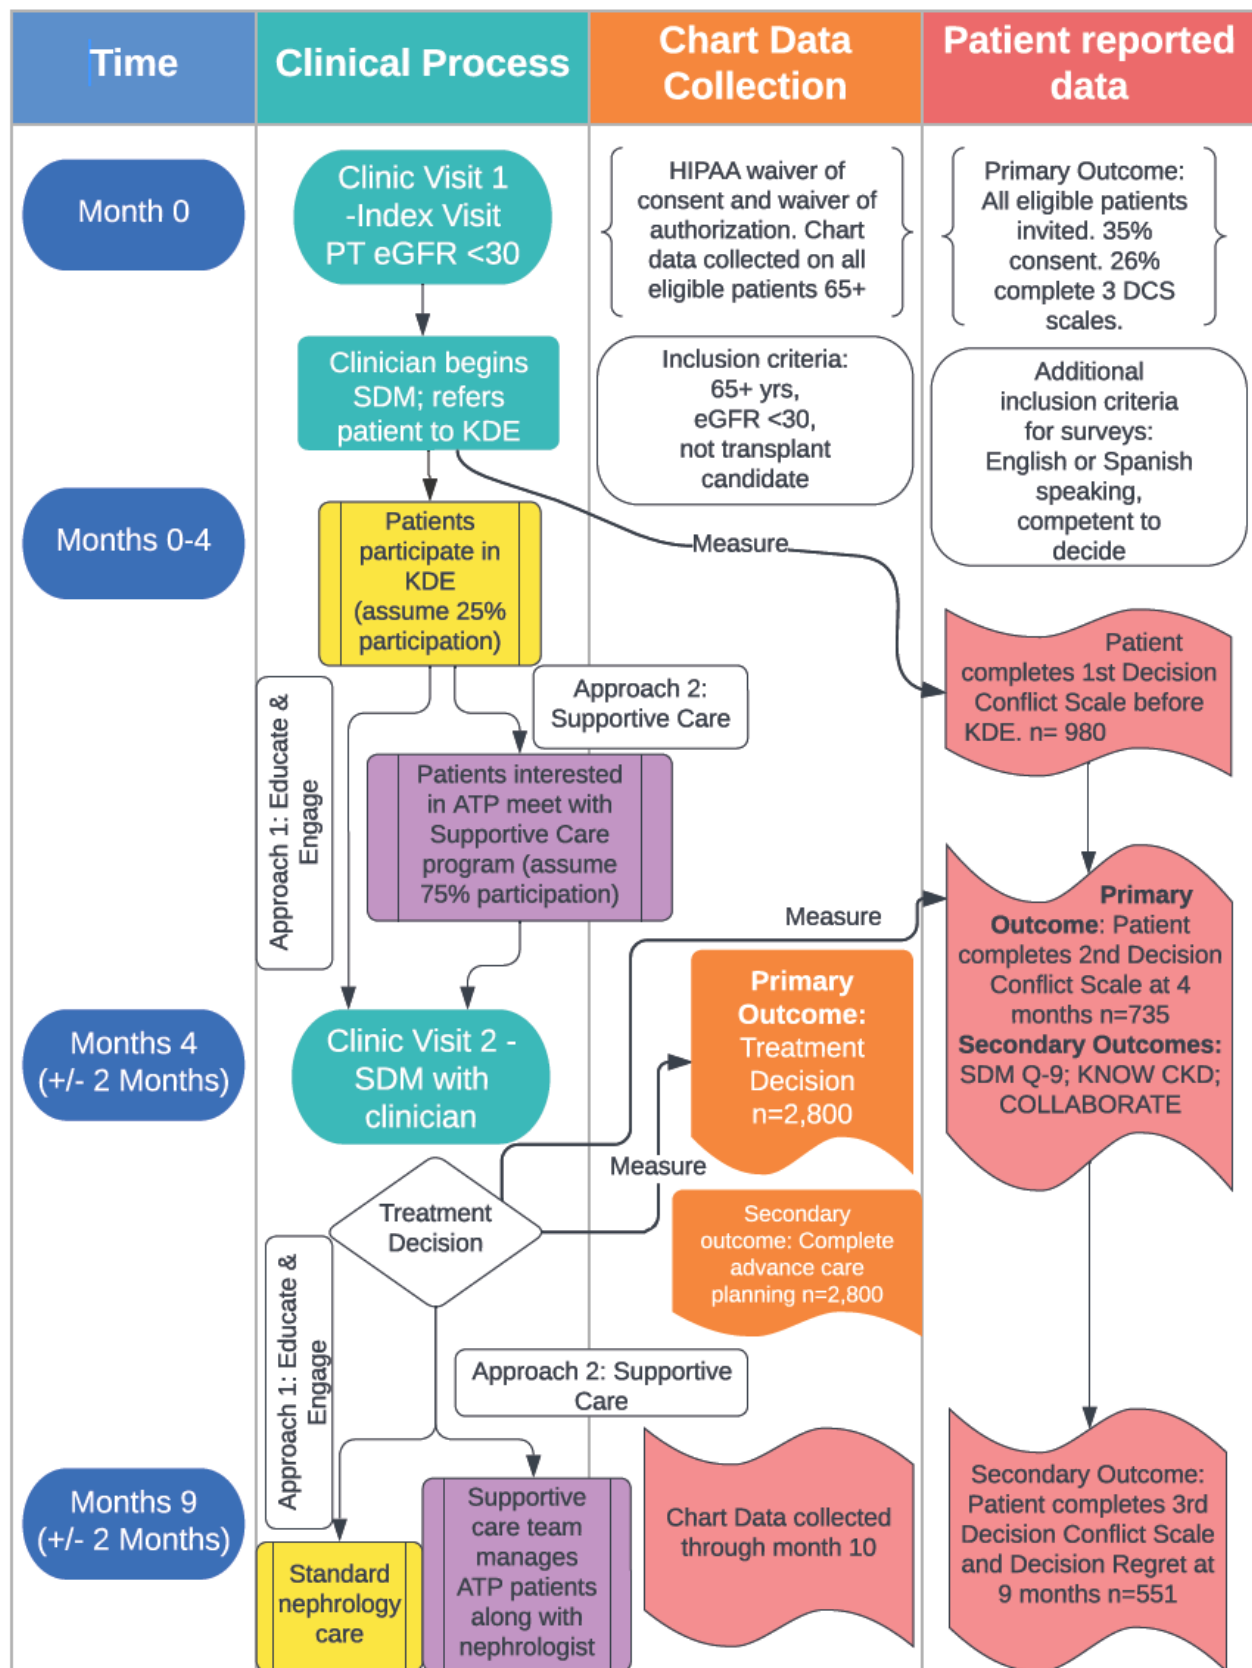 Time
Clinical Process
Chart Data
Collection
Patient reported
data
Month 0
Clinic Visit 1
-Index Visit
PT eGFR <30
HIPAA waiver of
consent and waiver of
authorization. Chart
data collected on all
eligible patients 65+
Primary Outcome:
All eligible patients
invited. 35%
consent. 26%
complete 3 DCS
scales.
Clinician begins
SDM; refers
patient to KDE
Inclusion criteria:
65+ yrs,
eGFR <30,
not transplant
candidate
Additional
inclusion criteria
for surveys:
English or Spanish
speaking,
competent to
decide
Months 0-4
Patients
participate in
KDE
(assume 25%
participation)
Measure
Patient
completes 1st Decision
Conflict Scale before
KDE. n= 980
Approach 1: Educate &
Engage
Approach 2:
Supportive Care
Patients interested
in ATP meet with
Supportive Care
program (assume
75% participation)
Measure
Primary
Outcome: Patient
completes 2nd Decision
Conflict Scale at 4
months n=735
Secondary Outcomes:
SDM Q-9; KNOW CKD;
COLLABORATE
Months 4
(+/- 2 Months)
Clinic Visit 2 -
SDM with
clinician
Primary
Outcome:
Treatment
Decision
n=2,800
Measure
Treatment
Decision
Secondary
outcome: Complete
advance care
planning n=2,800
Approach 1: Educate &
Engage
Approach 2: Supportive
Care
Months 9
(+/- 2 Months)
Standard
nephrology
care
Supportive
care team
manages
ATP patients
along with
nephrologist
Chart Data collected
through month 10
Secondary Outcome:
Patient completes 3rd
Decision Conflict Scale
and Decision Regret at
9 months n=551